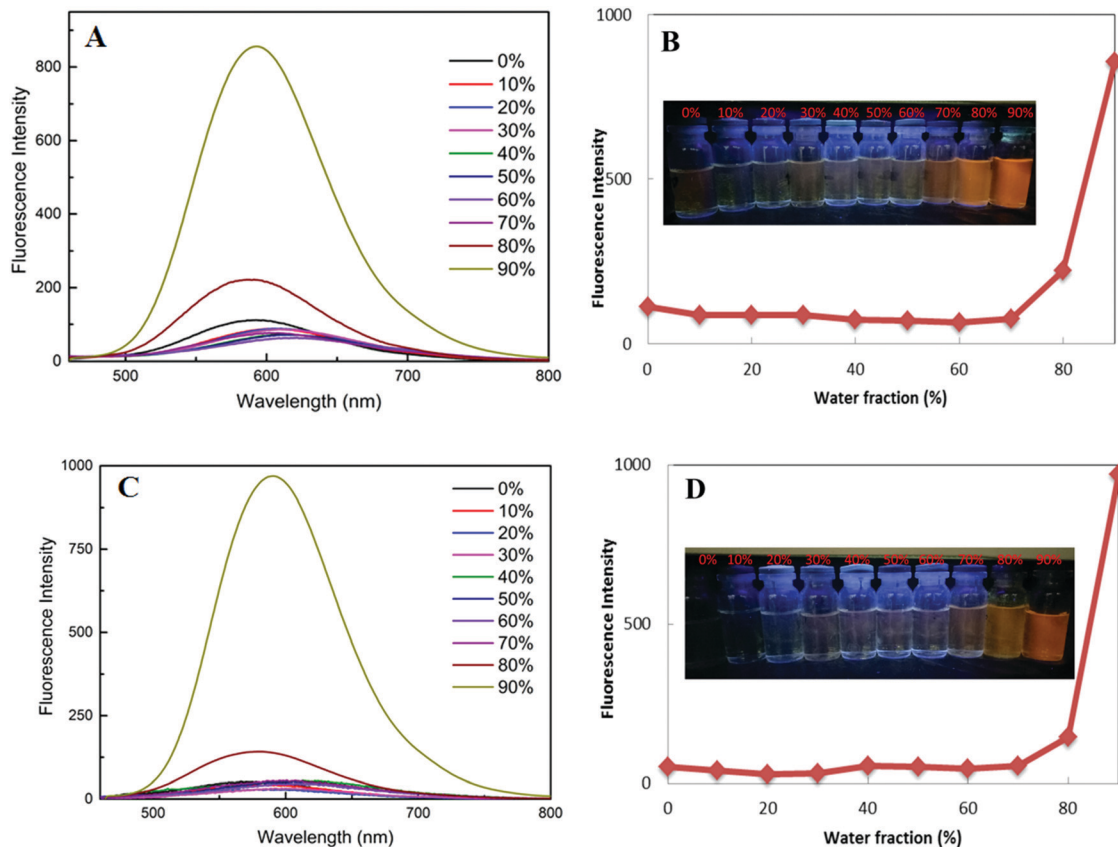 A
0%
10%
20%
30%
40%
50%
60%
70%
80%
90%
800
600
400
200
0
Fluorescence Intensity
500 600 700 800
Wavelength (nm)
B
1000
500
0
Fluorescence Intensity
0% 10% 20% 30% 40% 50% 60% 70% 80% 90%
0 20 40 60 80
Water fraction (%)
C
0%
10%
20%
30%
40%
50%
60%
70%
80%
90%
1000
750
500
250
0
Fluorescence Intensity
500 600 700 800
Wavelength (nm)
D
1000
500
0
Fluorescence Intensity
0% 10% 20% 30% 40% 50% 60% 70% 80% 90%
0 20 40 60 80
Water fraction (%)